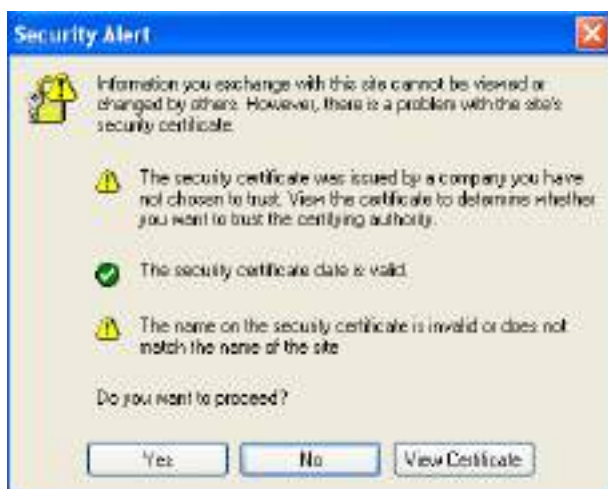 Security Alert
Information you exchange with this site cannot be viewed or
changed by others. However, there is a problem with the site's
security certificate.
The security certificate was issued by a company you have
not chosen to trust. View the certificate to determine whether
you want to trust the certifying authority.
The security certificate date is valid.
The name on the security certificate is invalid or does not
match the name of the site
Do you want to proceed?
Yes
No
View Certificate